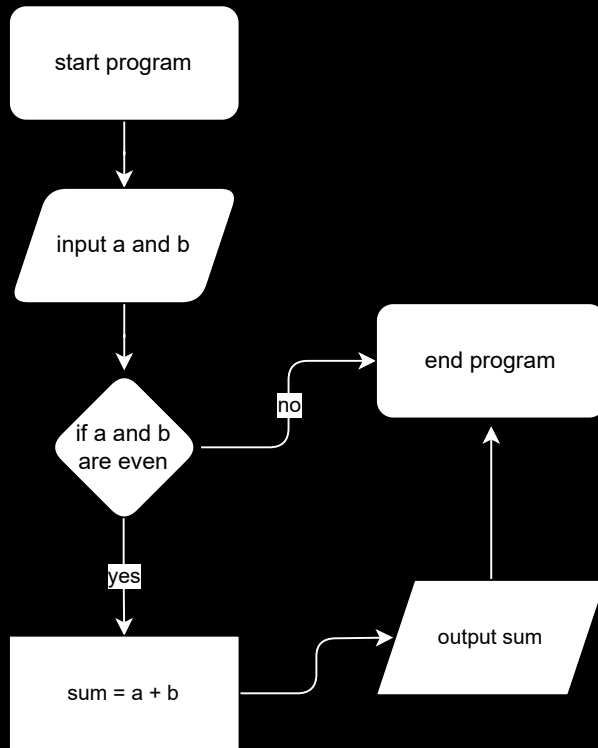 start program
input a and b
if a and b
are even
no
end program
yes
sum = a + b
output sum